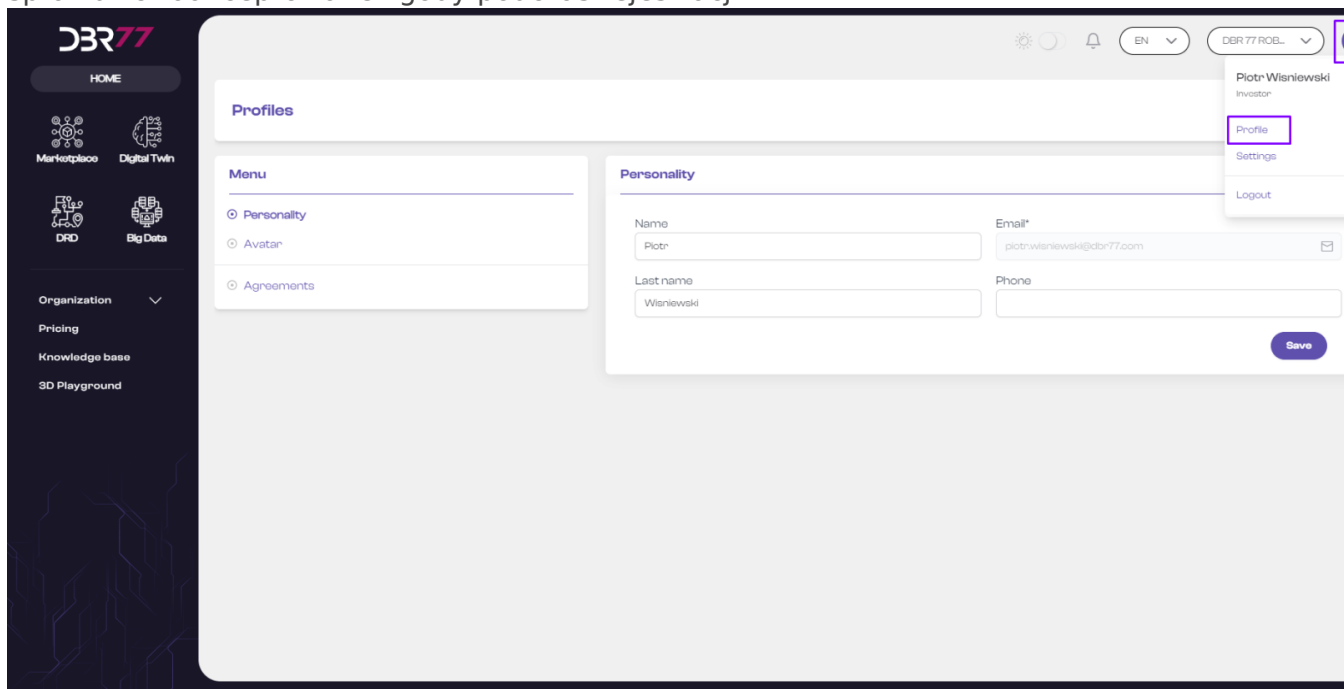 DBR77
EN
DBR 77 ROB...
HOME
Piotr Wisniewski
Investor
Profiles
Profile
Marketplace
Digital Twin
Settings
Menu
Personality
Logout
Personality
Name
Email*
DRD
Big Data
Avatar
Piotr
piotr.wisniewski@dbr77.com
Last name
Phone
Agreements
Organization
Wisniewski
Pricing
Save
Knowledge base
3D Playground